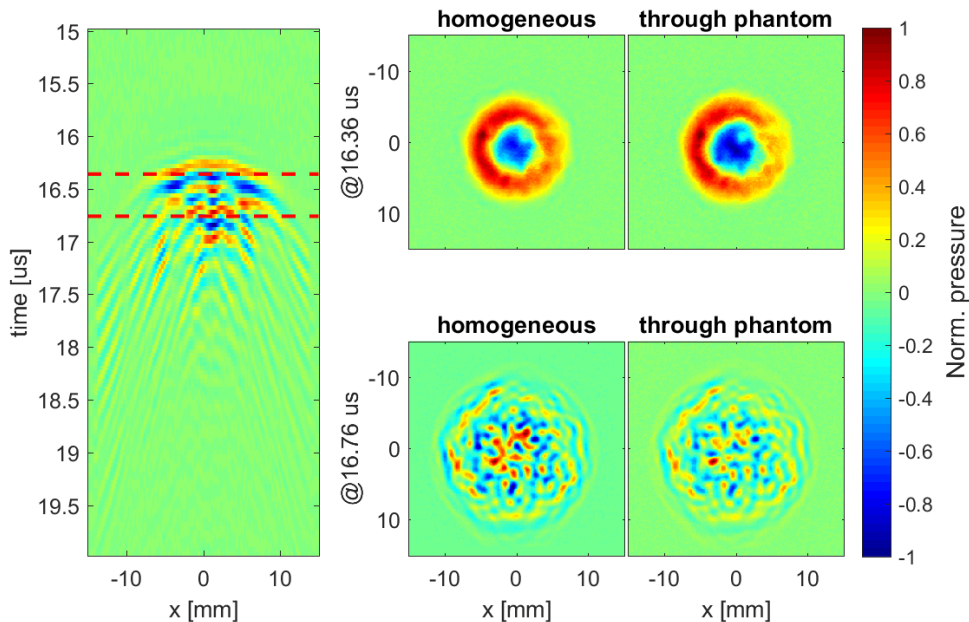 15
15.5
16
16.5
17
17.5
18
18.5
19
19.5
time [us]
-10 0 10
x [mm]
homogeneous through phantom
-10
0
10
@16.36 us
homogeneous through phantom
-10
0
10
@16.76 us
-10 0 10 -10 0 10
x [mm] x [mm]
1
0.8
0.6
0.4
0.2
0
-0.2
-0.4
-0.6
-0.8
-1
Norm. pressure